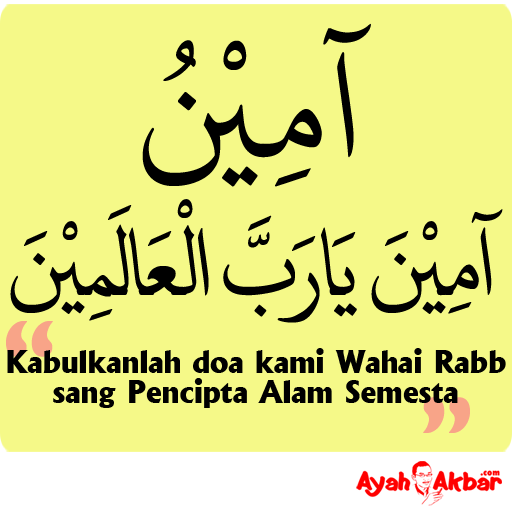 آمِيْنُ
آمِيْنَ يَارَبَّ الْعَالَمِيْنَ
“
Kabulkanlah doa kami Wahai Rabb
sang Pencipta Alam Semesta
”
AyahAkbar.com